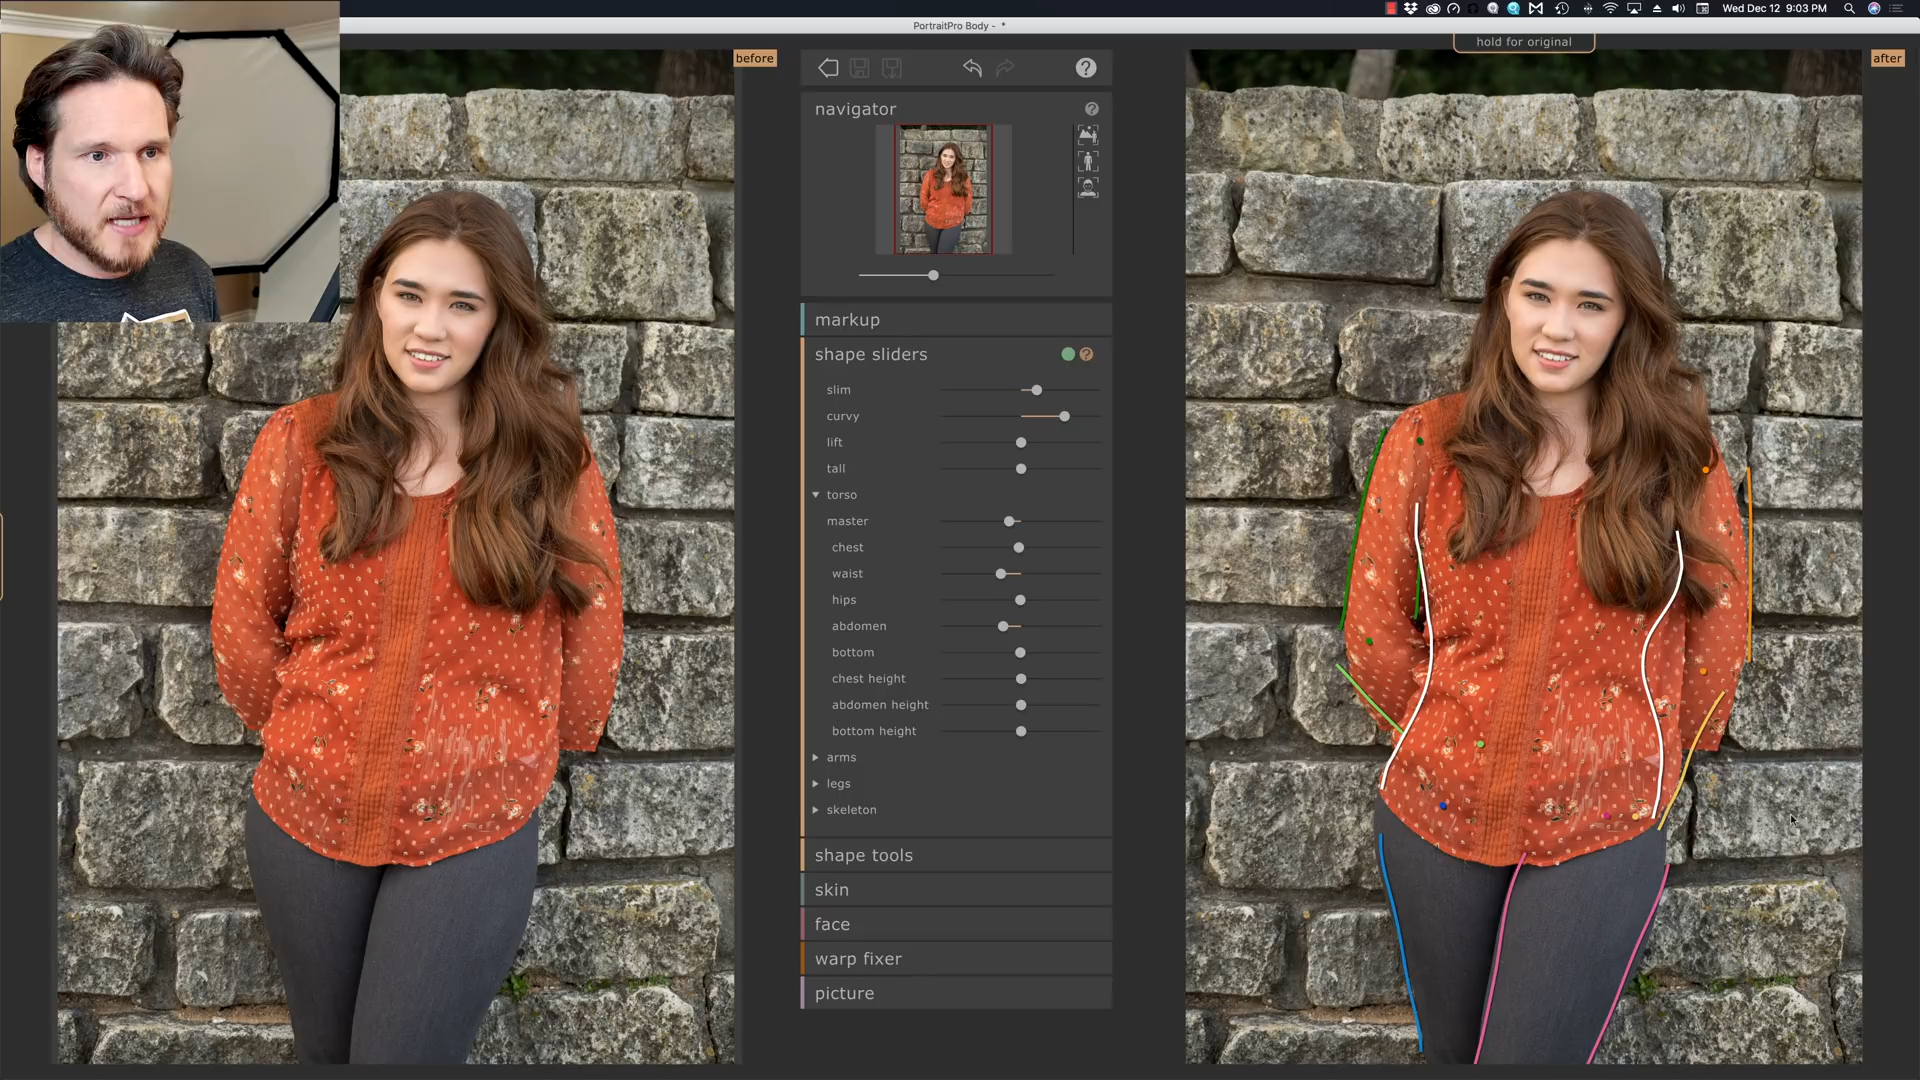 Wed Dec 12 9:03 PM
PortraitPro Body - *
before
hold for original
after
navigator
markup
shape sliders
slim
curvy
lift
tall
torso
master
chest
waist
hips
abdomen
bottom
chest height
abdomen height
bottom height
arms
legs
skeleton
shape tools
skin
face
warp fixer
picture